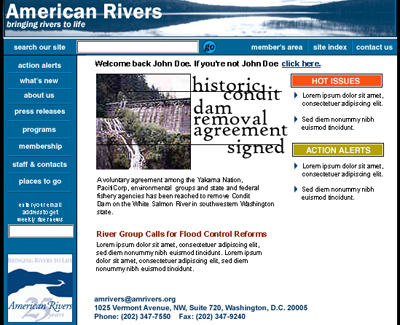 American Rivers
bringing rivers to life
search our site
go
member's area
site index
contact us
action alerts
what's new
about us
press releases
programs
membership
staff & contacts
places to go
enter your email
address to get
weekly river news
BRINGING RIVERS TO LIFE
American Rivers
25
years
Welcome back John Doe. If you're not John Doe click here.
historic
condit
dam
removal
agreement
signed
A voluntary agreement among the Yakama Nation,
PacifiCorp, environmental groups and state and federal
fishery agencies has been reached to remove Condit
Dam on the White Salmon River in southwestern Washington
state.
River Group Calls for Flood Control Reforms
Lorem ipsum dolor sit amet, consectetuer adipiscing elit,
sed diem nonummy nibh euismod tincidunt. Lorem ipsum dolor
sit amet, consectetuer adipiscing elit, sed diem nonummy nibh
euismod tincidunt.
HOT ISSUES
Lorem ipsum dolor sit amet,
consectetuer adipiscing elit.
Sed diem nonummy nibh
euismod tincidunt.
ACTION ALERTS
Lorem ipsum dolor sit amet,
consectetuer adipiscing elit.
Sed diem nonummy nibh
euismod tincidunt.
amrivers@amrivers.org
1025 Vermont Avenue, NW, Suite 720, Washington, D.C. 20005
Phone: (202) 347-7550 Fax: (202) 347-9240